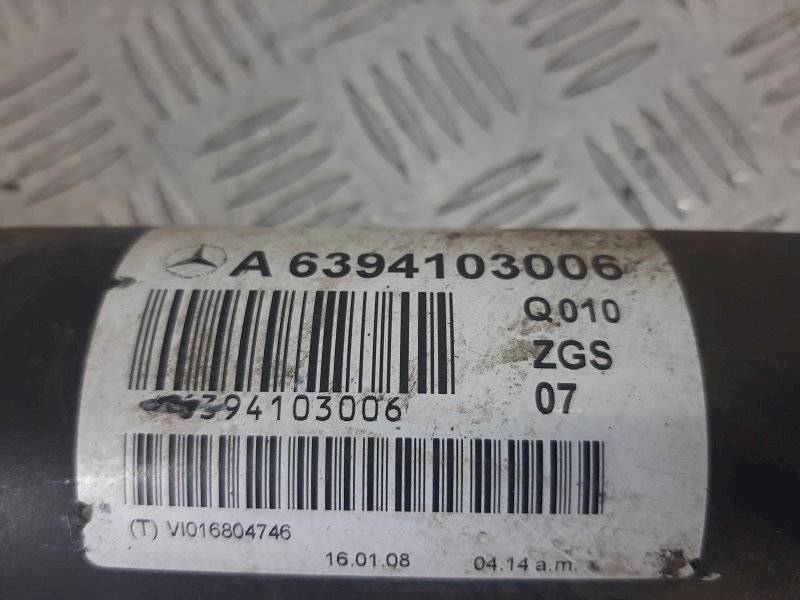 A 6394103006
Q010
ZGS
07
394103006
(T) VI016804746
16.01.08 04.14 a.m.